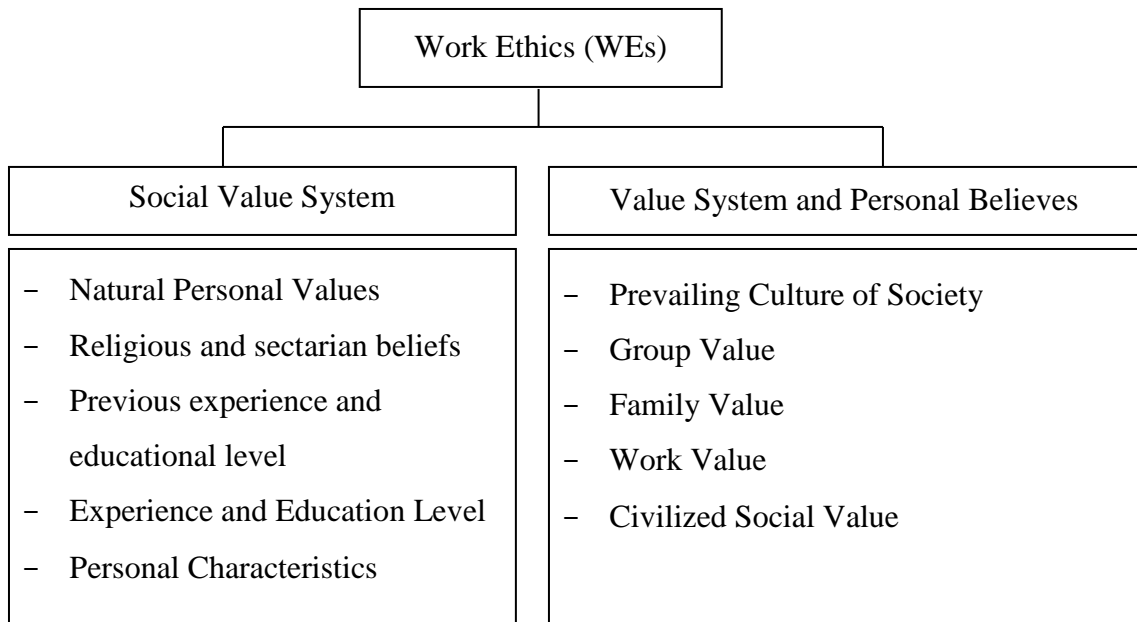 Work Ethics (WEs)
Social Value System
Value System and Personal Believes
- Natural Personal Values
- Religious and sectarian beliefs
- Previous experience and
educational level
- Experience and Education Level
- Personal Characteristics
- Prevailing Culture of Society
- Group Value
- Family Value
- Work Value
- Civilized Social Value